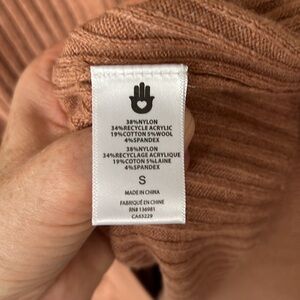 38%NYLON
34%RECYCLE ACRYLIC
19%COTTON 5%WOOL
4%SPANDEX
38%NYLON
34%RECYCLAGE ACRYLIQUE
19%COTON 5%LAINE
4%SPANDEX
S
MADE IN CHINA
FABRIQUÉ EN CHINE
RN# 136981
CA43229